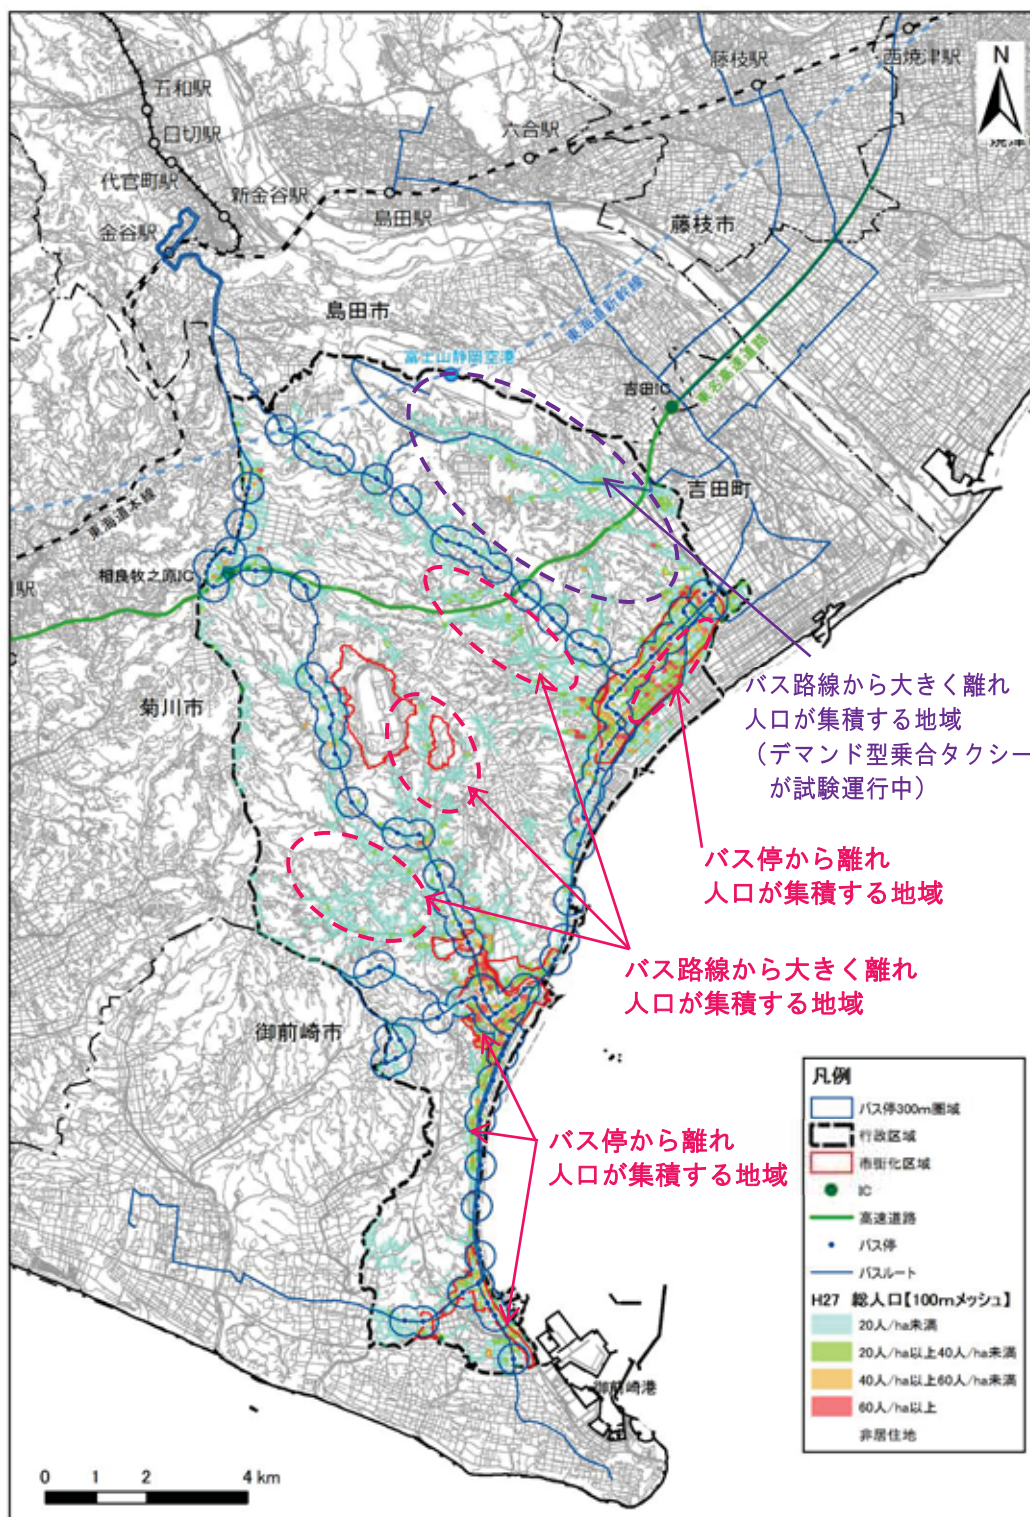 藤枝駅
西焼津駅
N
五和駅
日切駅
六合駅
代官町駅
新金谷駅
島田駅
金谷駅
藤枝市
島田市
東海道新幹線
富士山静岡空港
吉田IC
東名高速道路
吉田町
東海道本線
相良牧之原IC
駅
菊川市
バス路線から大きく離れ
人口が集積する地域
（デマンド型乗合タクシー
が試験運行中）
バス停から離れ
人口が集積する地域
バス路線から大きく離れ
人口が集積する地域
御前崎市
バス停から離れ
人口が集積する地域
御前崎港
凡例
バス停300m圏域
行政区域
市街化区域
IC
高速道路
バス停
バスルート
H27 総人口【100mメッシュ】
20人/ha未満
20人/ha以上40人/ha未満
40人/ha以上60人/ha未満
60人/ha以上
非居住地
0 1 2 4 km